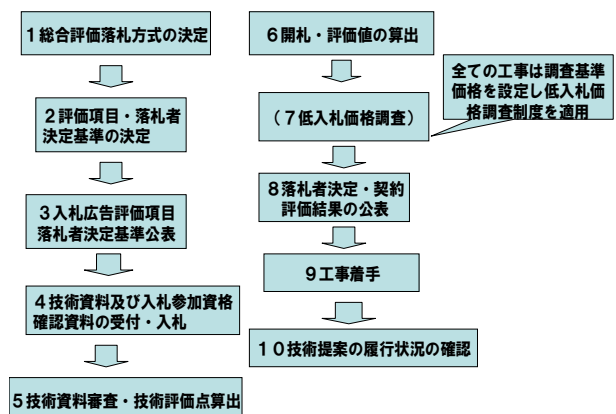 1総合評価落札方式の決定
2評価項目・落札者
決定基準の決定
3入札広告評価項目
落札者決定基準公表
4技術資料及び入札参加資格
確認資料の受付・入札
5技術資料審査・技術評価点算出
6開札・評価値の算出
全ての工事は調査基準
価格を設定し低入札価
格調査制度を適用
(7低入札価格調査)
8落札者決定・契約
評価結果の公表
9工事着手
10技術提案の履行状況の確認